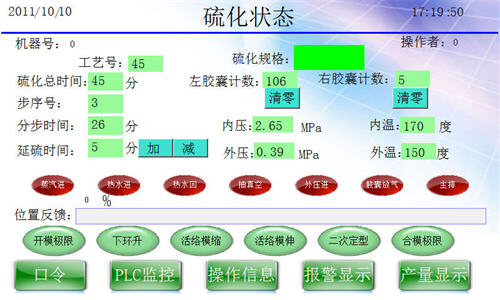 2011/10/10 硫化状态 17:19:50
机器号: 0 操作者: 0
工艺号: 45 硫化规格:
硫化总时间: 45 分 左胶囊计数: 106 右胶囊计数: 5
步序号: 3 清零 清零
分步时间: 26 分 内压: 2.65 MPa 内温: 170 度
延硫时间: 5 分 加 减 外压: 0.39 MPa 外温: 150 度
蒸汽进 热水进 热水回 抽真空 外压进 胶囊放气 主排
0 %
位置反馈:
开模极限 下环升 活络模缩 活络模伸 二次定型 合模极限
口令 PLC监控 操作信息 报警显示 产量显示